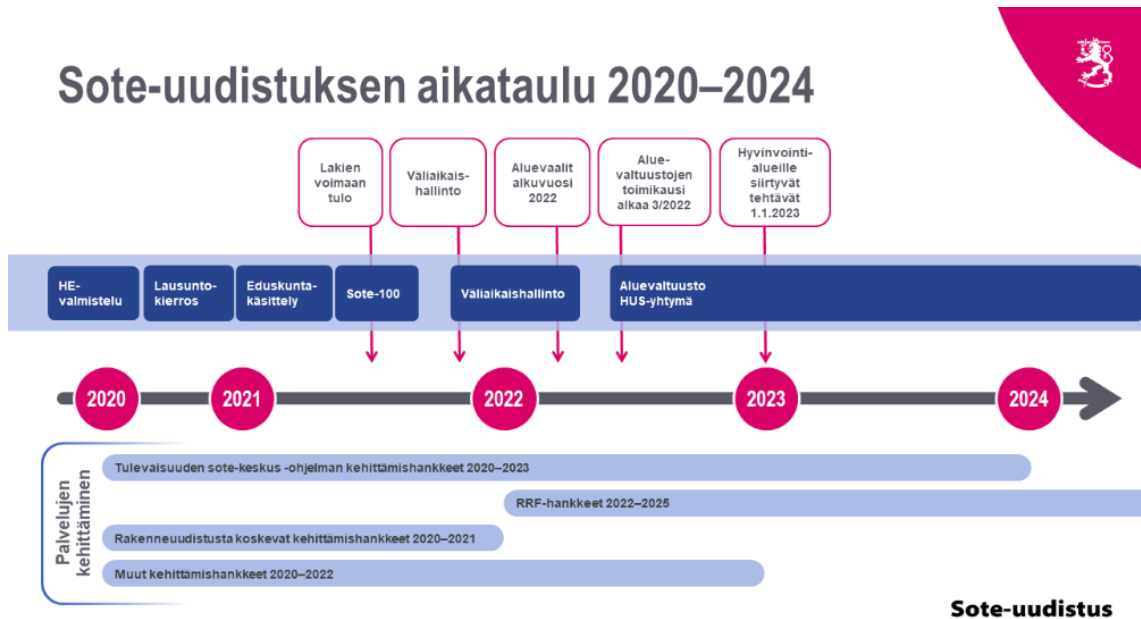 Sote-uudistuksen aikataulu 2020–2024
Lakien
voimaan
tulo
Väliaikais-
hallinto
Aluevaalit
alkuvuosi
2022
Alue-
valtuustojen
toimikausi
alkaa 3/2022
Hyvinvointi-
alueille
siirtyvät
tehtävät
1.1.2023
HE-
valmistelu
Lausunto-
kierros
Eduskunta-
käsittely
Sote-100
Väliaikaishallinto
Aluevaltuusto
HUS-yhtymä
2020
2021
2022
2023
2024
Palvelujen
kehittäminen
Tulevaisuuden sote-keskus -ohjelman kehittämishankkeet 2020–2023
RRF-hankkeet 2022–2025
Rakenneuudistusta koskevat kehittämishankkeet 2020–2021
Muut kehittämishankkeet 2020–2022
Sote-uudistus